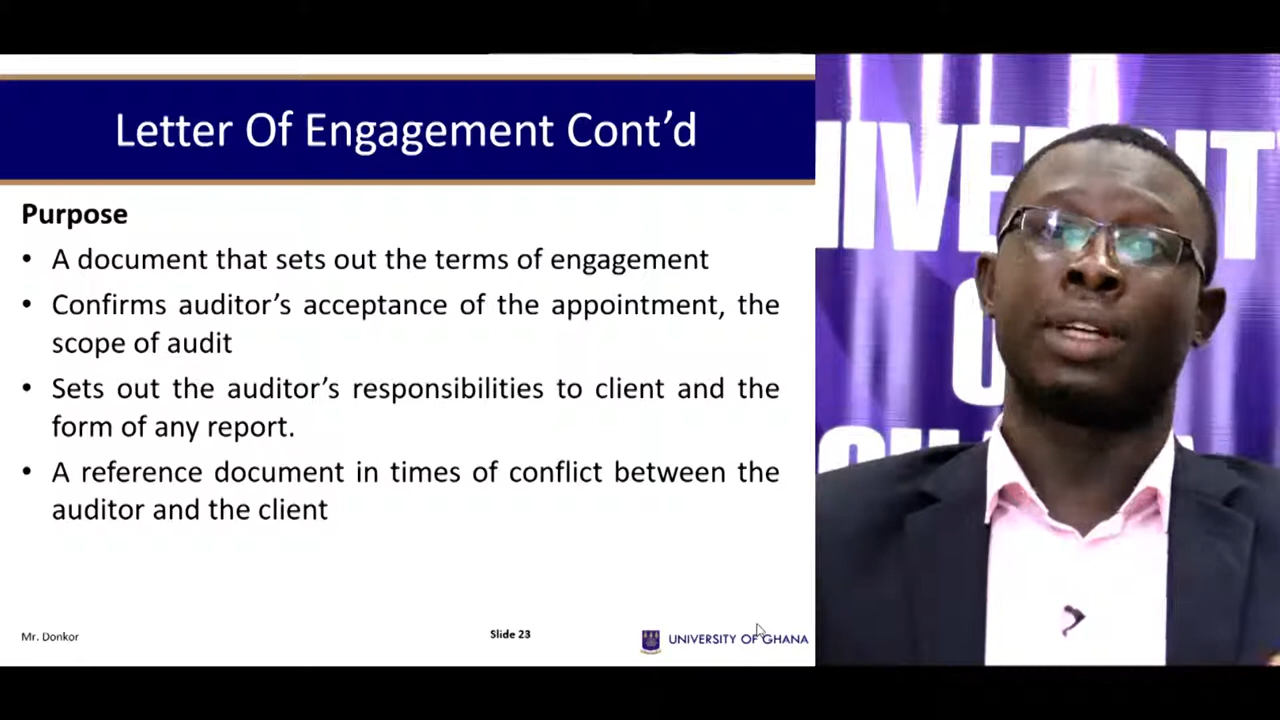 Letter Of Engagement Cont’d
Purpose
• A document that sets out the terms of engagement
• Confirms auditor’s acceptance of the appointment, the
scope of audit
• Sets out the auditor’s responsibilities to client and the
form of any report.
• A reference document in times of conflict between the
auditor and the client
Mr. Donkor
Slide 23
UNIVERSITY OF GHANA